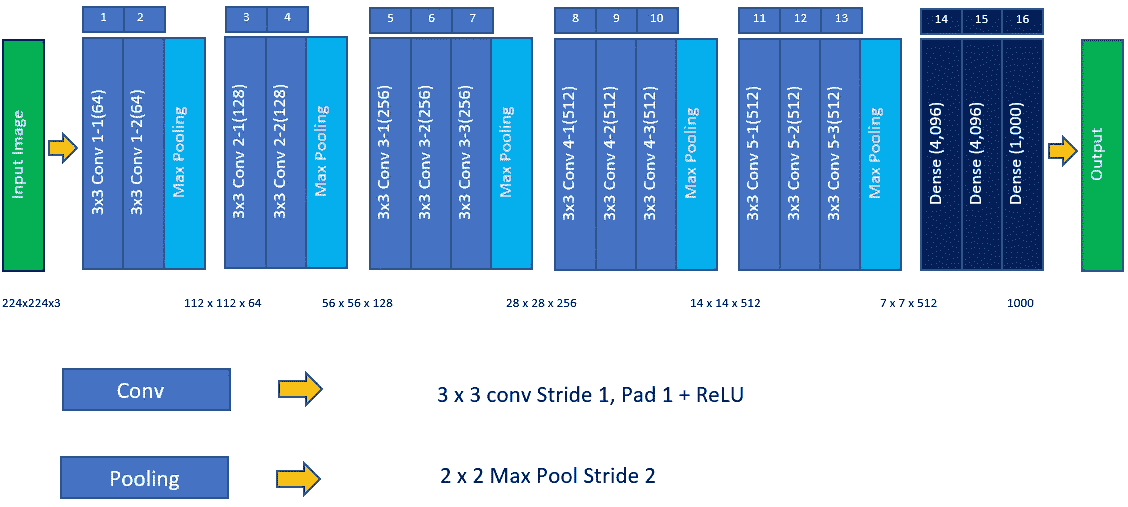 1 2 3 4 5 6 7 8 9 10 11 12 13 14 15 16
Input Image
3x3 Conv 1-1(64)
3x3 Conv 1-2(64)
Max Pooling
3x3 Conv 2-1(128)
3x3 Conv 2-2(128)
Max Pooling
3x3 Conv 3-1(256)
3x3 Conv 3-2(256)
3x3 Conv 3-3(256)
Max Pooling
3x3 Conv 4-1(512)
3x3 Conv 4-2(512)
3x3 Conv 4-3(512)
Max Pooling
3x3 Conv 5-1(512)
3x3 Conv 5-2(512)
3x3 Conv 5-3(512)
Max Pooling
Dense (4,096)
Dense (4,096)
Dense (1,000)
Output
224x224x3 112 x 112 x 64 56 x 56 x 128 28 x 28 x 256 14 x 14 x 512 7 x 7 x 512 1000
Conv 3 x 3 conv Stride 1, Pad 1 + ReLU
Pooling 2 x 2 Max Pool Stride 2